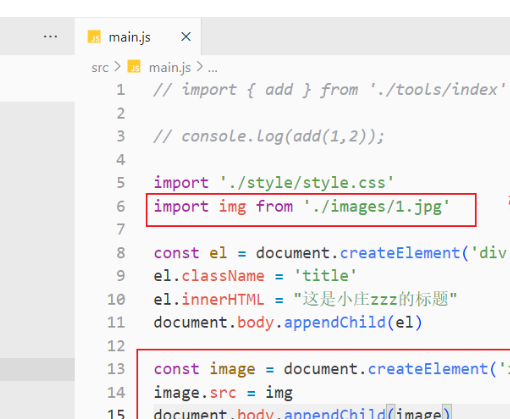 ··· JS main.js ×
src > JS main.js > ...
1 // import { add } from './tools/index'
2
3 // console.log(add(1,2));
4
5 import './style/style.css'
6 import img from './images/1.jpg'
7
8 const el = document.createElement('div
9 el.className = 'title'
10 el.innerHTML = "这是小庄zzz的标题"
11 document.body.appendChild(el)
12
13 const image = document.createElement('i
14 image.src = img
15 document.body.appendChild(image)